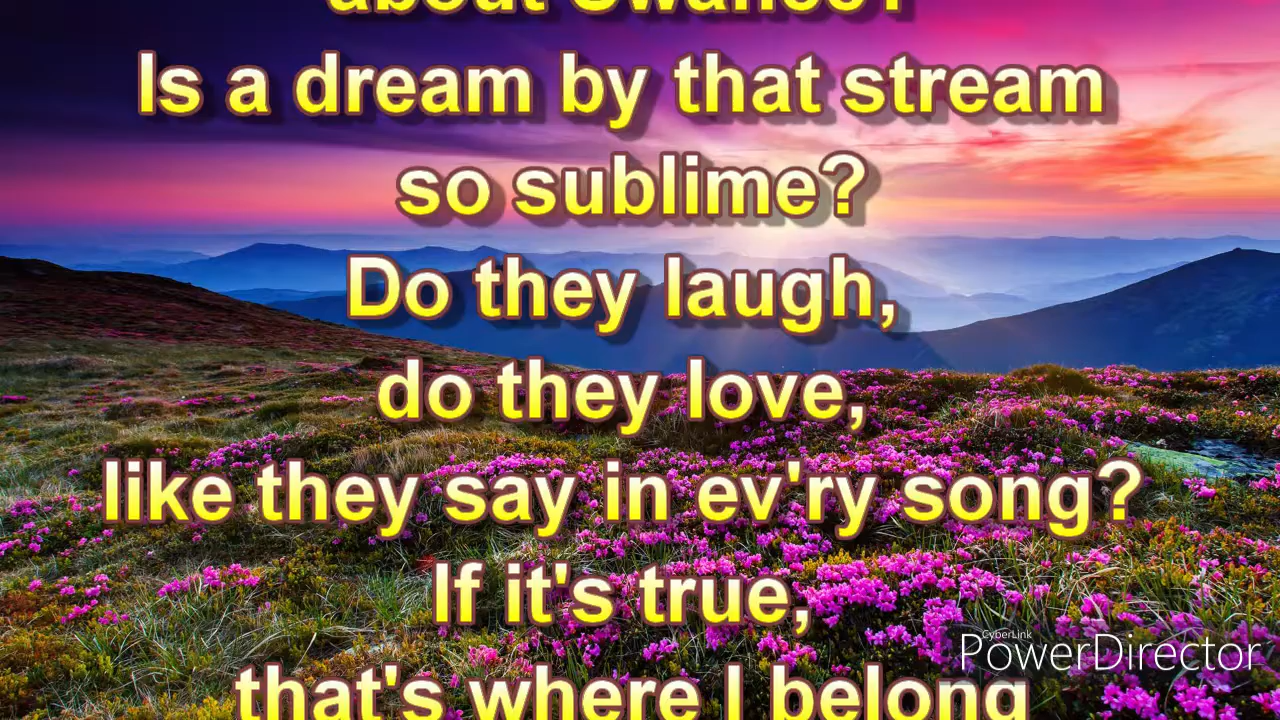 about Swanee?
Is a dream by that stream
so sublime?
Do they laugh,
do they love,
like they say in ev'ry song?
If it's true,
that's where I belong
CyberLink
PowerDirector